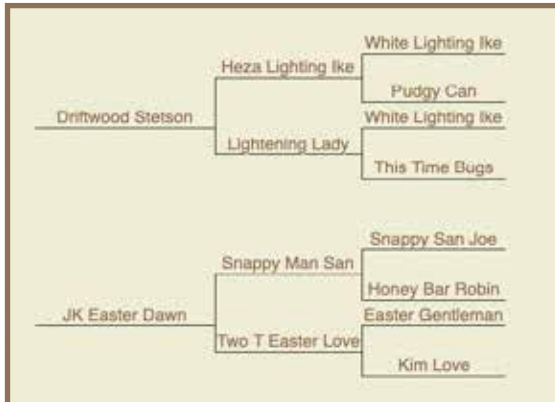 White Lighting Ike
Heza Lighting Ike
Pudgy Can
Driftwood Stetson
White Lighting Ike
Lightening Lady
This Time Bugs
Snappy San Joe
Snappy Man San
Honey Bar Robin
JK Easter Dawn
Easter Gentleman
Two T Easter Love
Kim Love